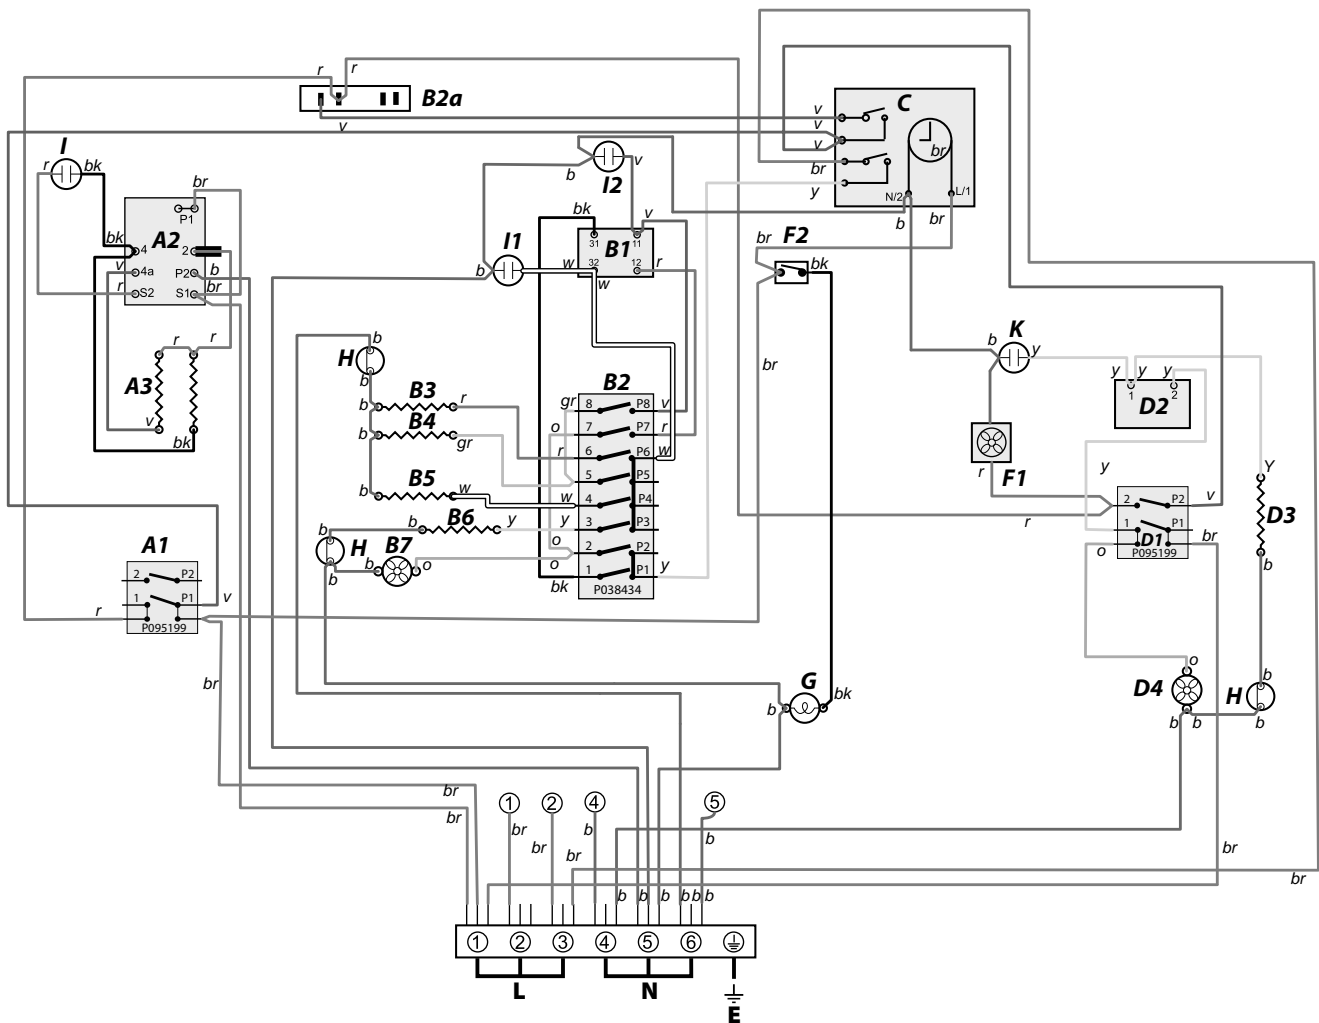 r
r
B2a
v
C
v
v
v
br
br
y
N/2
L/1
b
br
I
r
bk
br
P1
A2
bk
4
2
v
4a
P2
b
r
S2
S1
br
r
r
A3
v
bk
I2
v
b
bk
v
31
11
B1
I1
b
w
32
12
r
w
F2
br
bk
br
H
b
b
B3
b
r
B4
b
gr
B5
b
w
B6
b
y
H
B7
b
b
o
B2
gr
8
P8
v
o
7
P7
r
r
6
P6
w
5
P5
w
4
P4
y
3
P3
o
2
P2
o
1
P1
y
bk
P038434
K
b
y
y
y
y
1
2
D2
r
F1
r
y
2
P2
v
1
P1
br
o
D1
P095199
Y
D3
b
o
D4
b
b
b
H
b
A1
2
P2
1
P1
v
r
P095199
br
G
b
bk
br
br
1
2
4
5
br
br
br
b
b
br
br
b
b
b
b
b
b
b
1
2
3
4
5
6
L
N
E